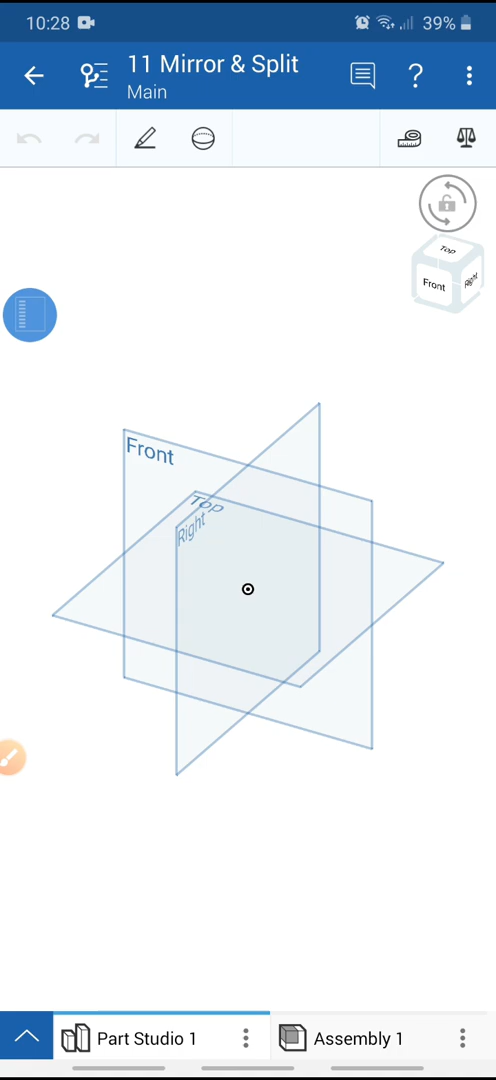 10:28 39%
11 Mirror & Split
Main
?
Top
Front Right
Front
Top
Right
Part Studio 1 Assembly 1